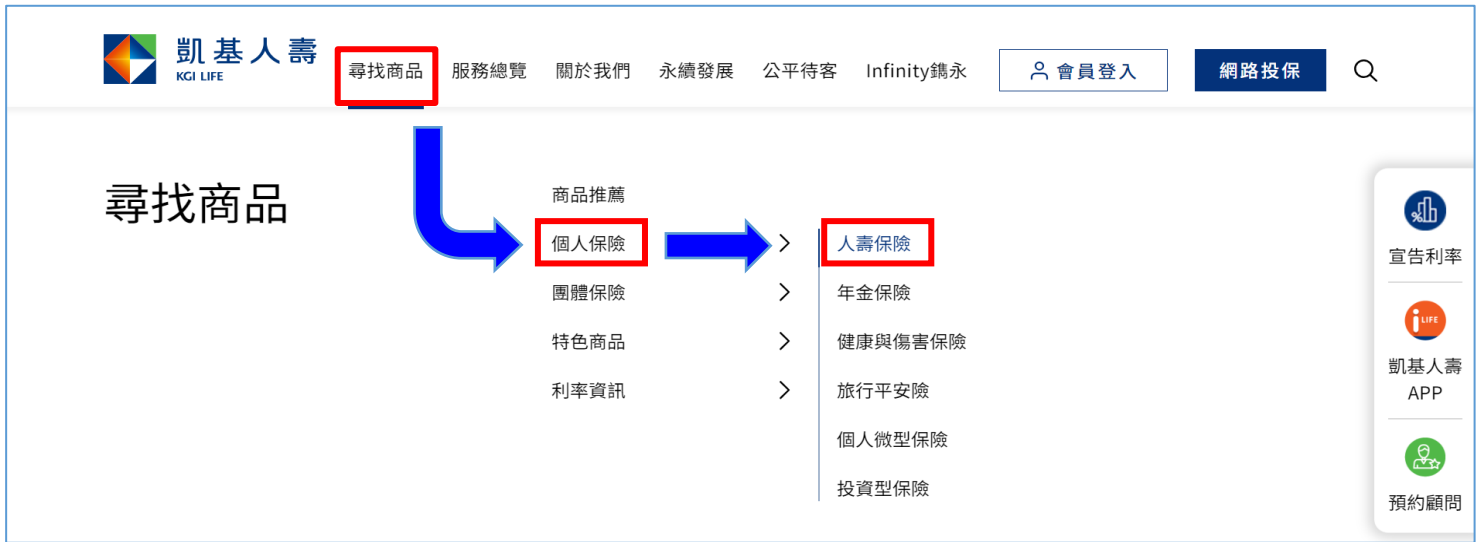 凱基人壽
KGI LIFE
尋找商品
服務總覽
關於我們
永續發展
公平待客
Infinity鐫永
會員登入
網路投保
尋找商品
商品推薦
個人保險
人壽保險
團體保險
年金保險
特色商品
健康與傷害保險
利率資訊
旅行平安險
個人微型保險
投資型保險
%
宣告利率
i LIFE
凱基人壽
APP
預約顧問